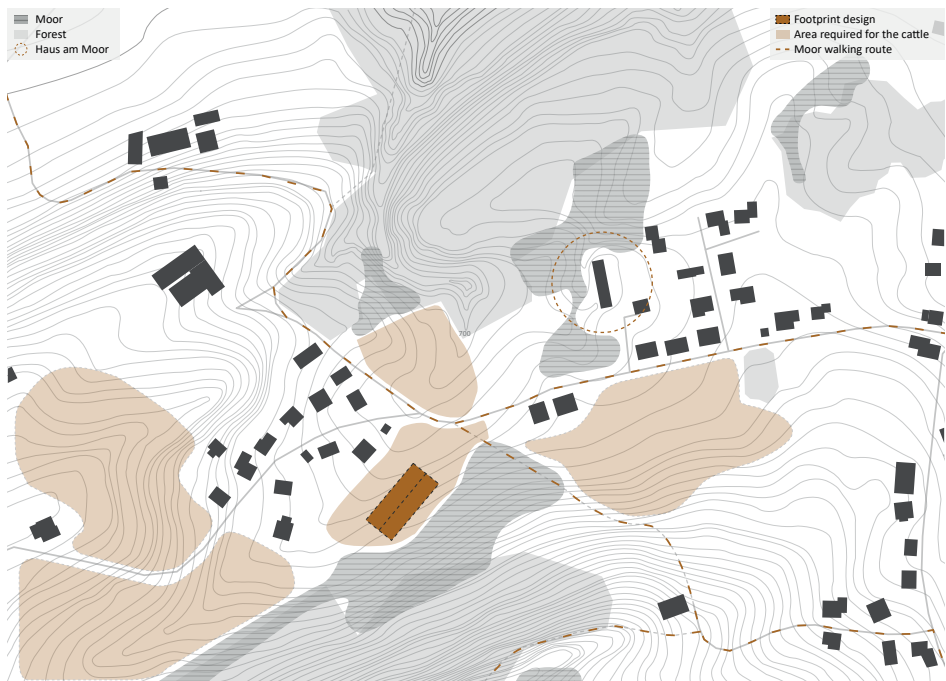 Moor
Forest
Haus am Moor
Footprint design
Area required for the cattle
Moor walking route
700